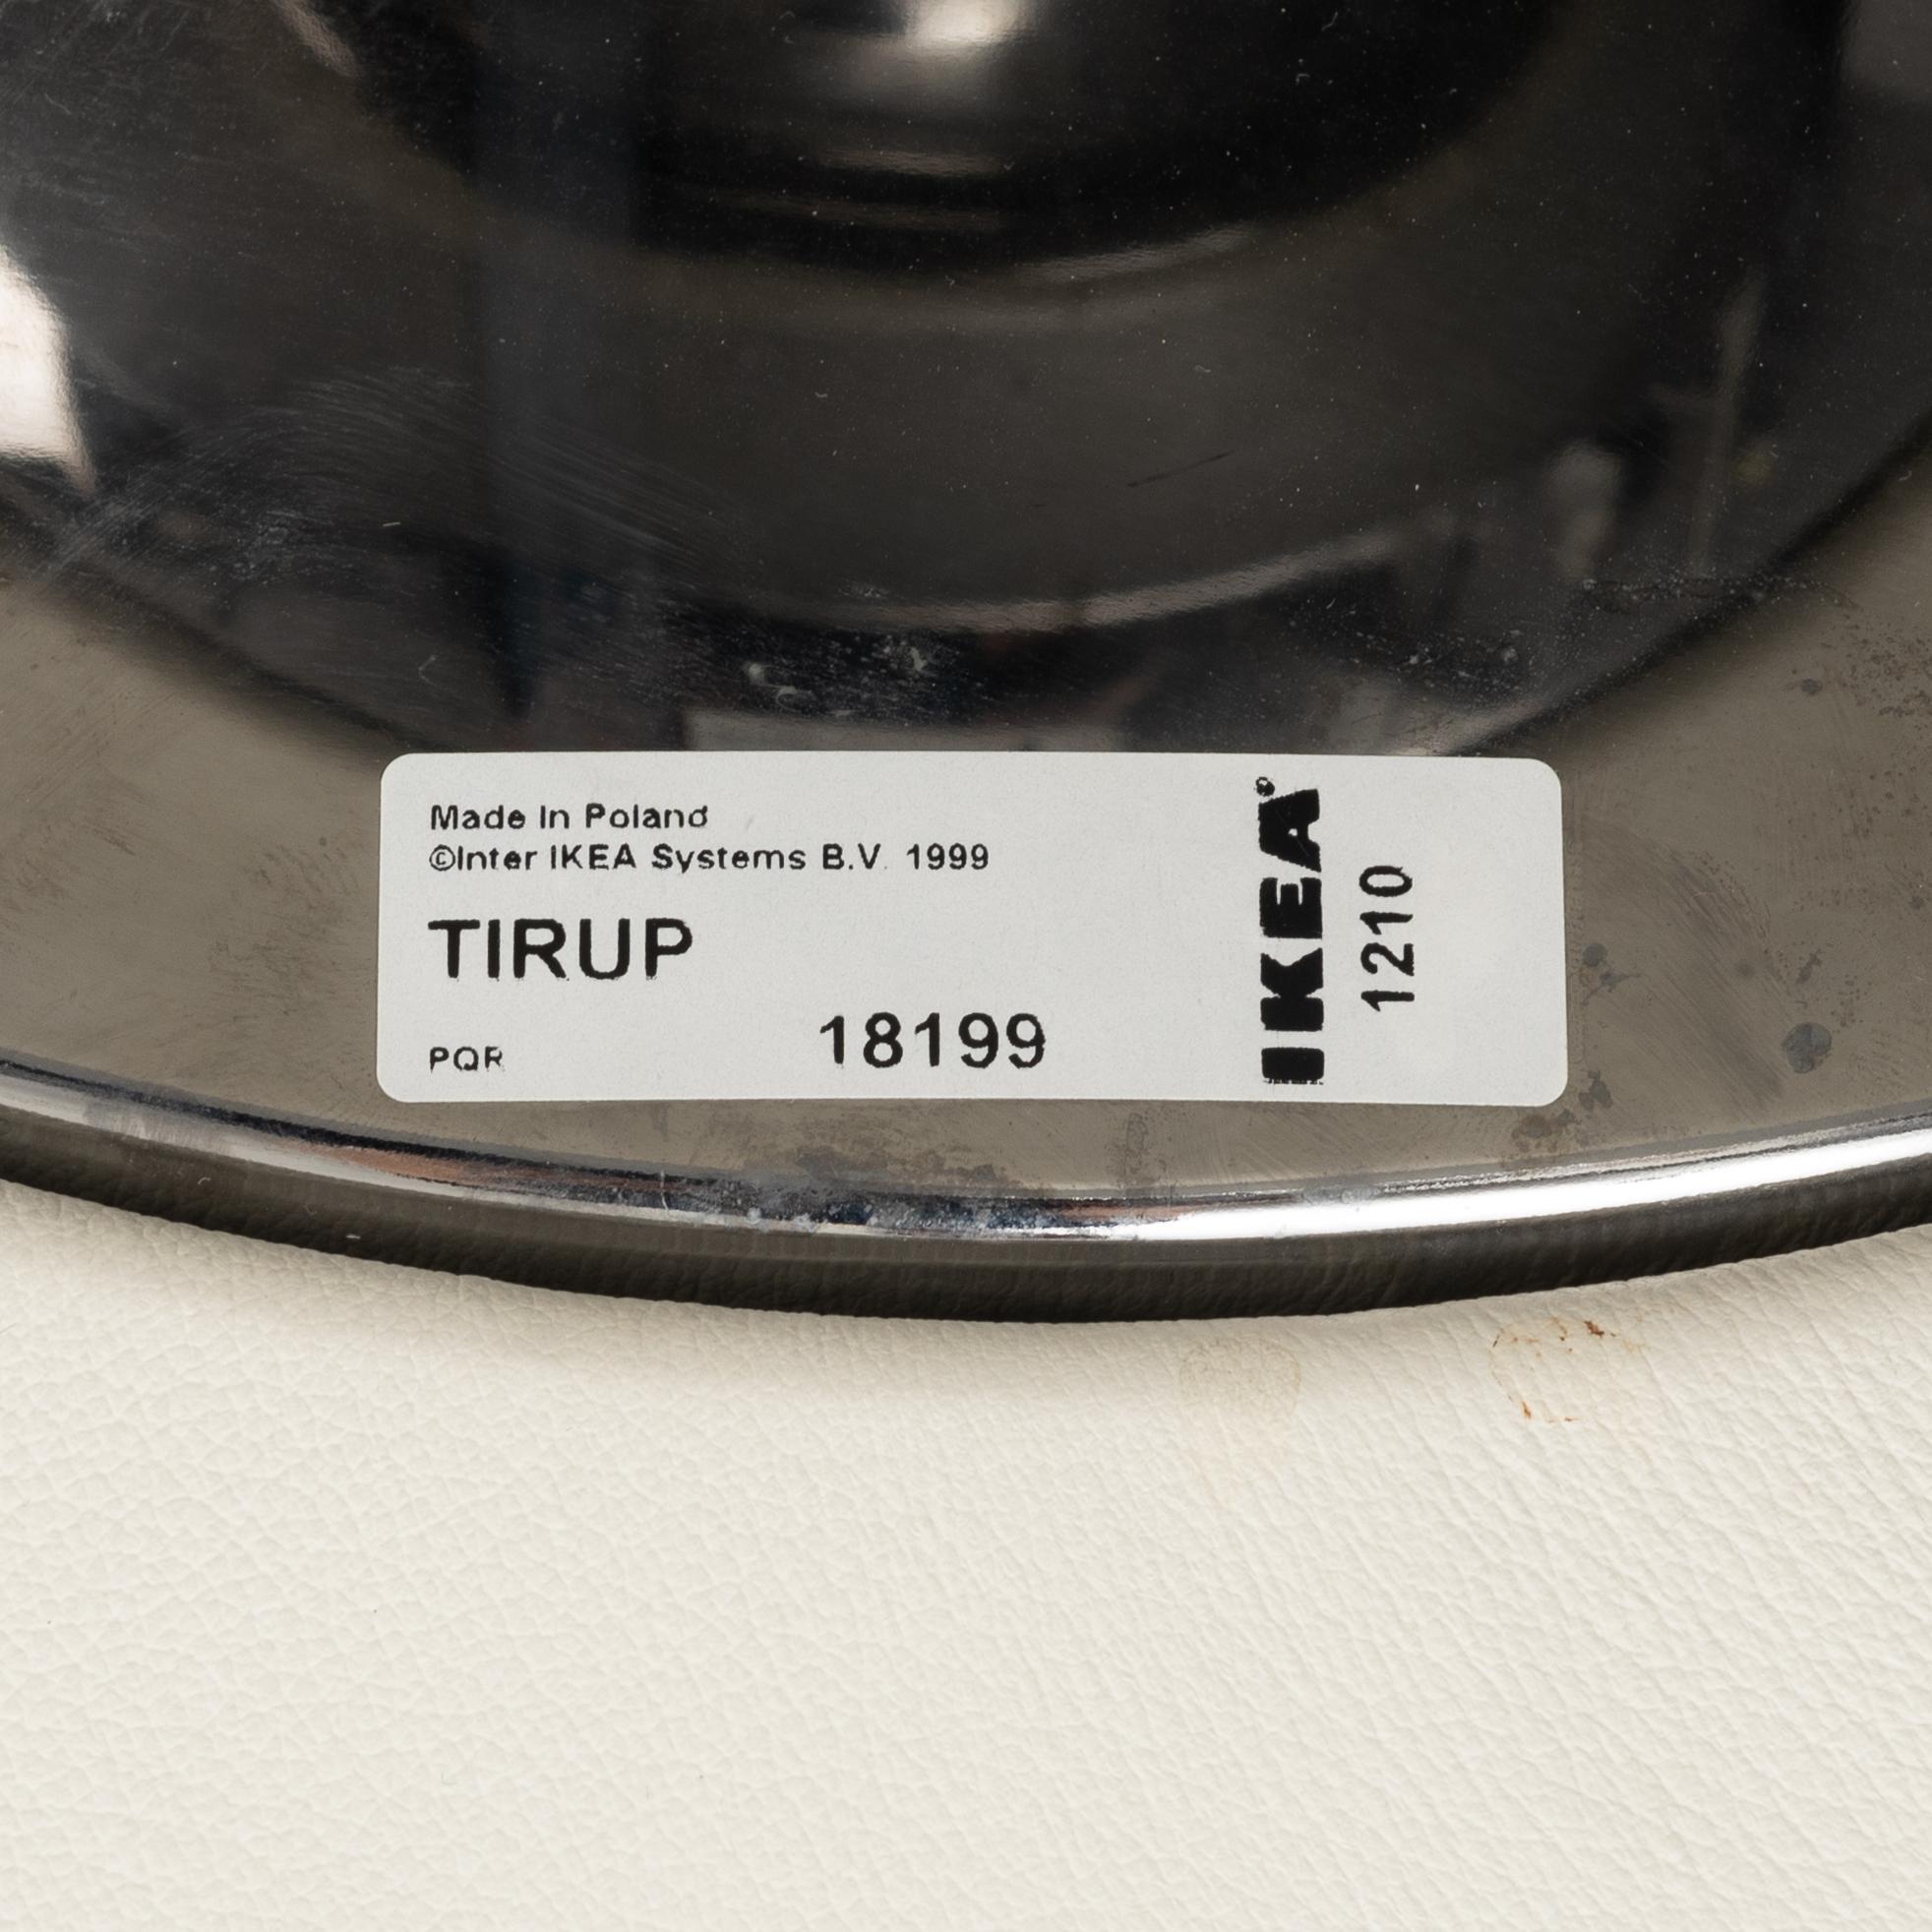 Made In Poland
©Inter IKEA Systems B.V. 1999
TIRUP
PQR
18199
IKEA®
1210